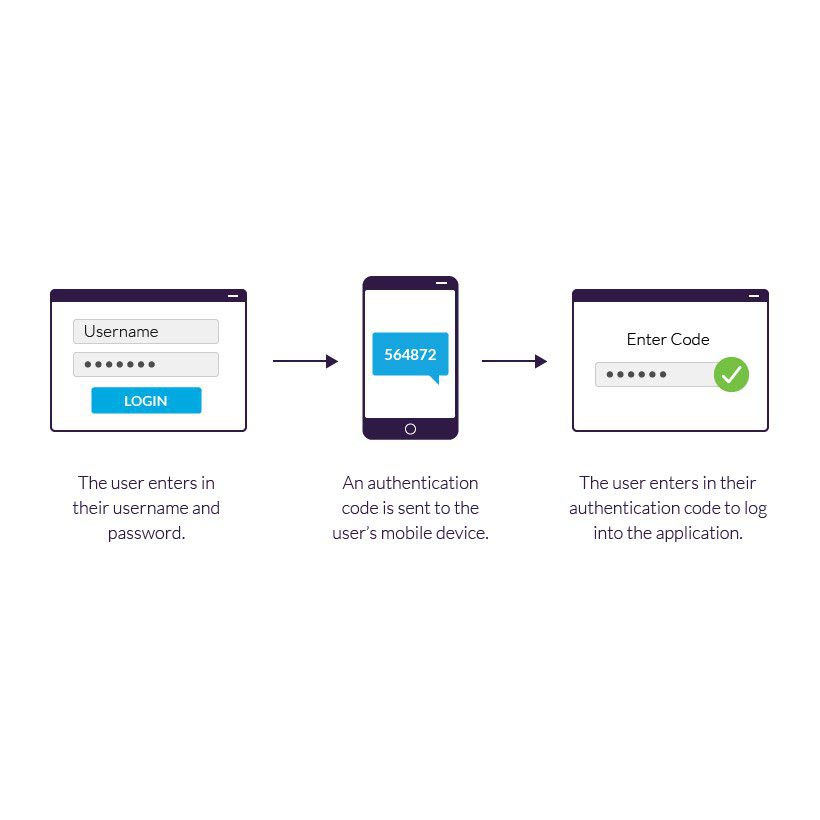 Username
LOGIN
The user enters in
their username and
password.
564872
An authentication
code is sent to the
user's mobile device.
Enter Code
The user enters in their
authentication code to log
into the application.